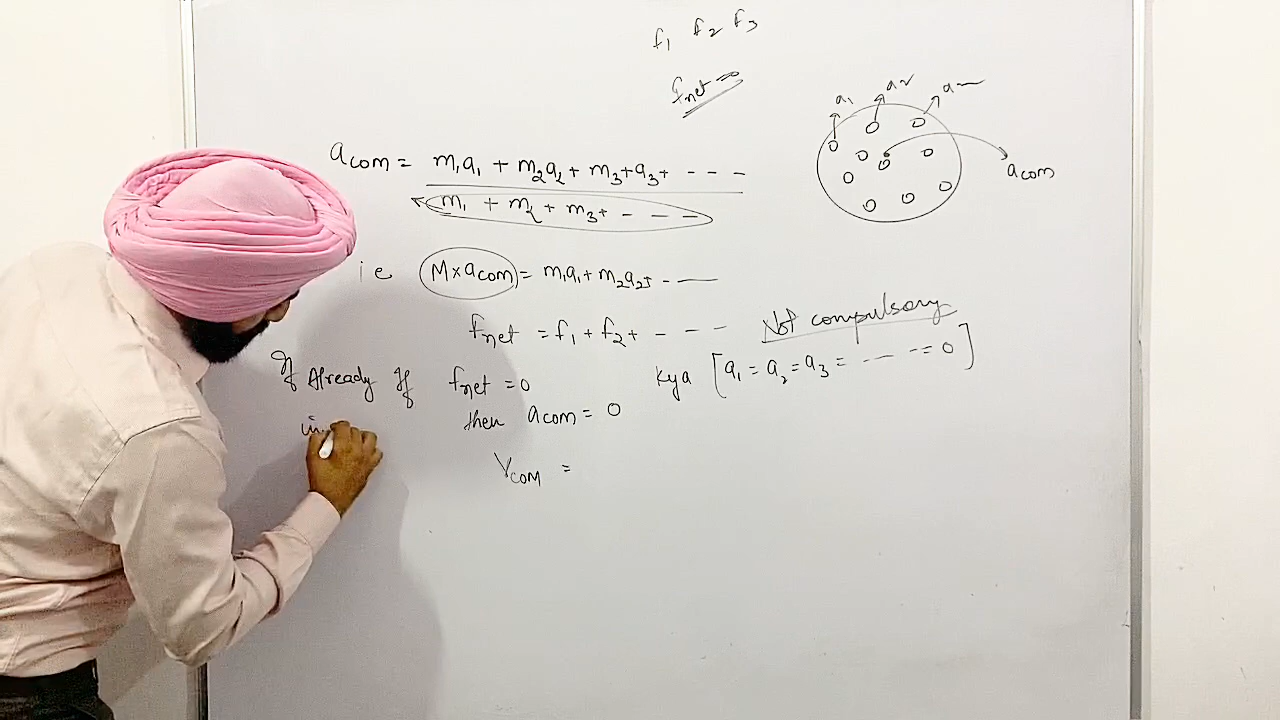 f1 f2 f3
fnet = 0
a1 a2 a
acom
acom = m1a1 + m2a2 + m3+a3+ - - -
m1 + m2 + m3+ - - -
ie M×acom = m1a1+m2a2+ - —
fnet = f1 + f2+ - - - Not compulsory
If Already If fnet = 0 Kya [a1 = a2 = a3 = - - - = 0]
in then acom = 0
VCOM =